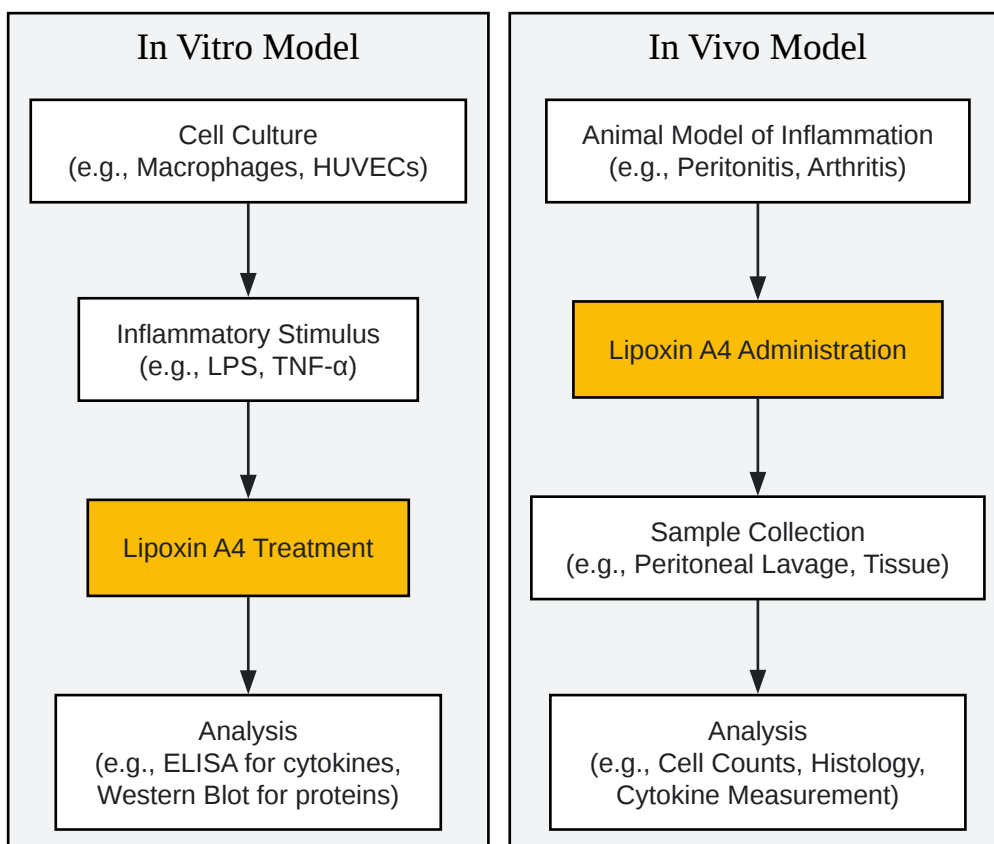 In Vitro Model
Cell Culture
(e.g., Macrophages, HUVECs)
Inflammatory Stimulus
(e.g., LPS, TNF-α)
Lipoxin A4 Treatment
Analysis
(e.g., ELISA for cytokines,
Western Blot for proteins)
In Vivo Model
Animal Model of Inflammation
(e.g., Peritonitis, Arthritis)
Lipoxin A4 Administration
Sample Collection
(e.g., Peritoneal Lavage, Tissue)
Analysis
(e.g., Cell Counts, Histology,
Cytokine Measurement)